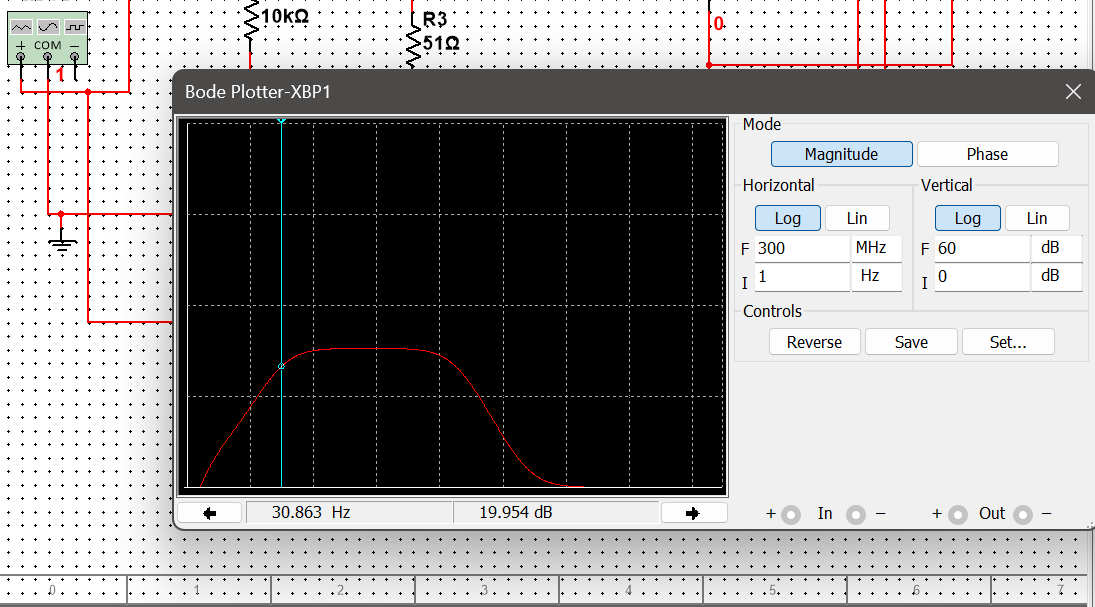 10kΩ
R3
51Ω
0
+ COM −
1
Bode Plotter-XBP1
Mode
Magnitude Phase
Horizontal Vertical
Log Lin Log Lin
F 300 MHz F 60 dB
I 1 Hz I 0 dB
Controls
Reverse Save Set...
30.863 Hz 19.954 dB
+ In − + Out −
0 1 2 3 4 5 6 7